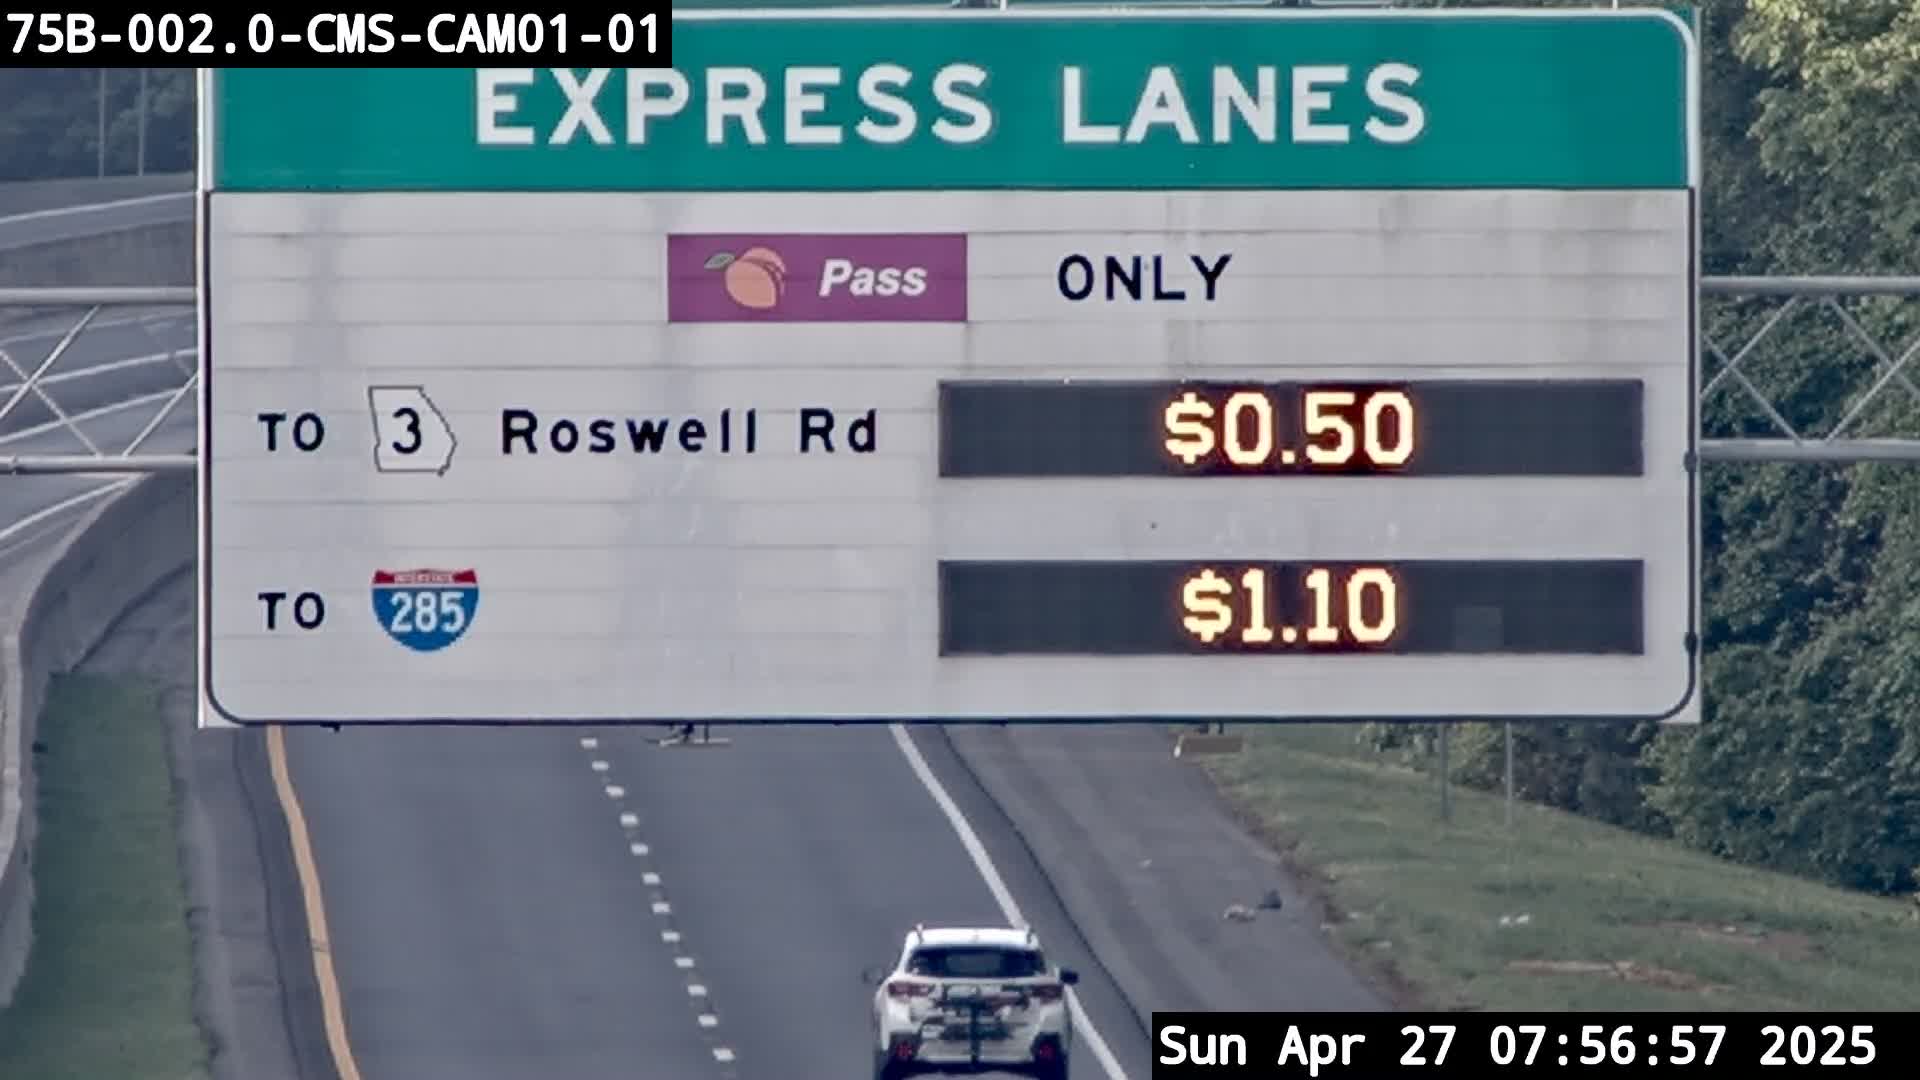 75B-002.0-CMS-CAM01-01
EXPRESS LANES
Pass ONLY
TO 3 Roswell Rd $0.50
TO INTERSTATE 285 $1.10
Sun Apr 27 07:56:57 2025